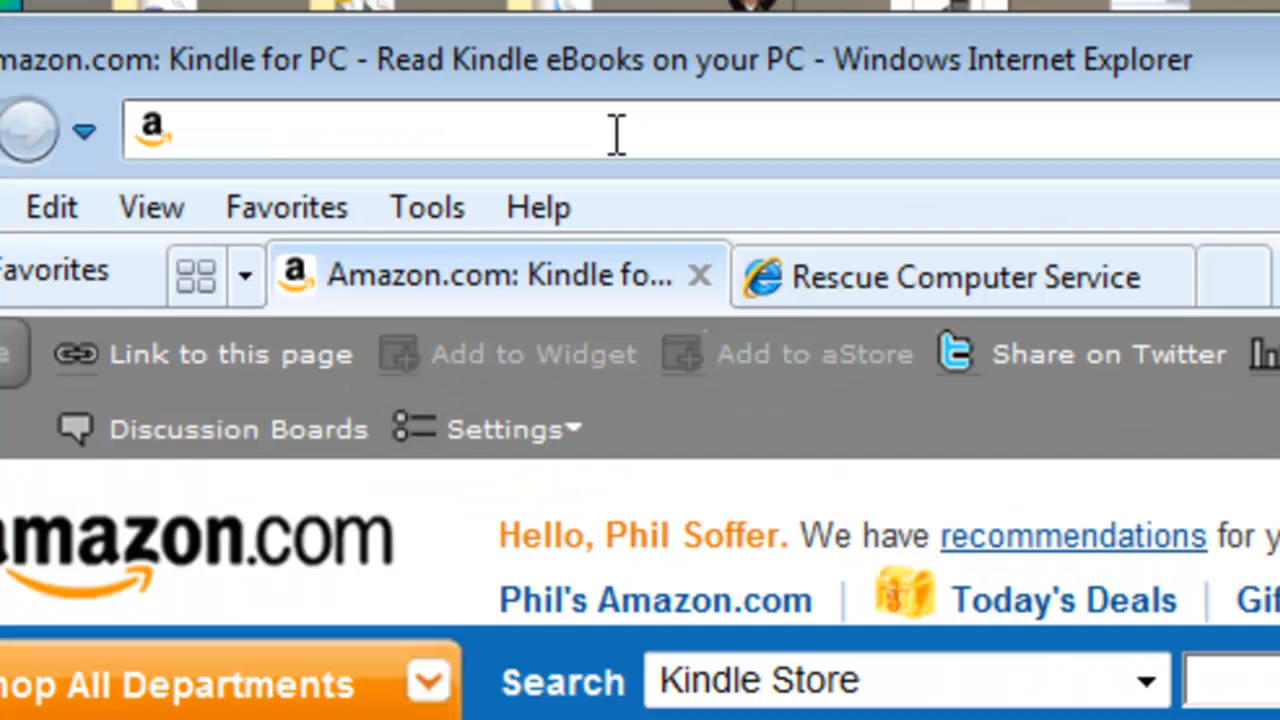 mazon.com: Kindle for PC - Read Kindle eBooks on your PC - Windows Internet Explorer
Edit View Favorites Tools Help
Favorites Amazon.com: Kindle fo... Rescue Computer Service
Link to this page Add to Widget Add to aStore Share on Twitter
Discussion Boards Settings
amazon.com
Hello, Phil Soffer. We have recommendations for y
Phil's Amazon.com | Today's Deals | Gif
hop All Departments Search Kindle Store